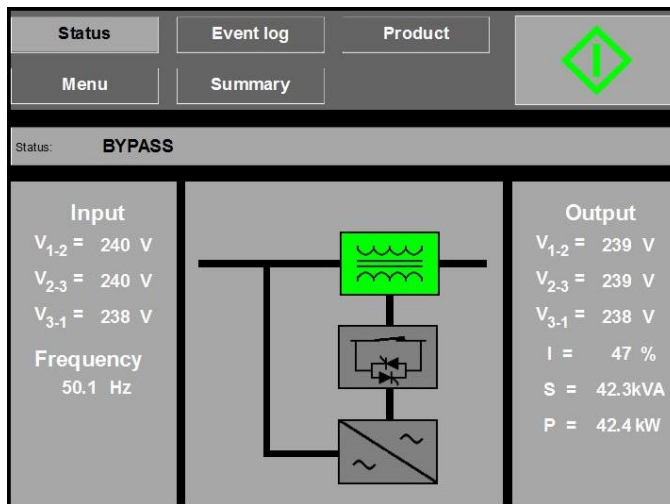 Status
Event log
Product
Menu
Summary
Status: BYPASS
Input
V1-2 = 240 V
V2-3 = 240 V
V3-1 = 238 V
Frequency
50.1 Hz
Output
V1-2 = 239 V
V2-3 = 239 V
V3-1 = 238 V
I = 47 %
S = 42.3kVA
P = 42.4 kW